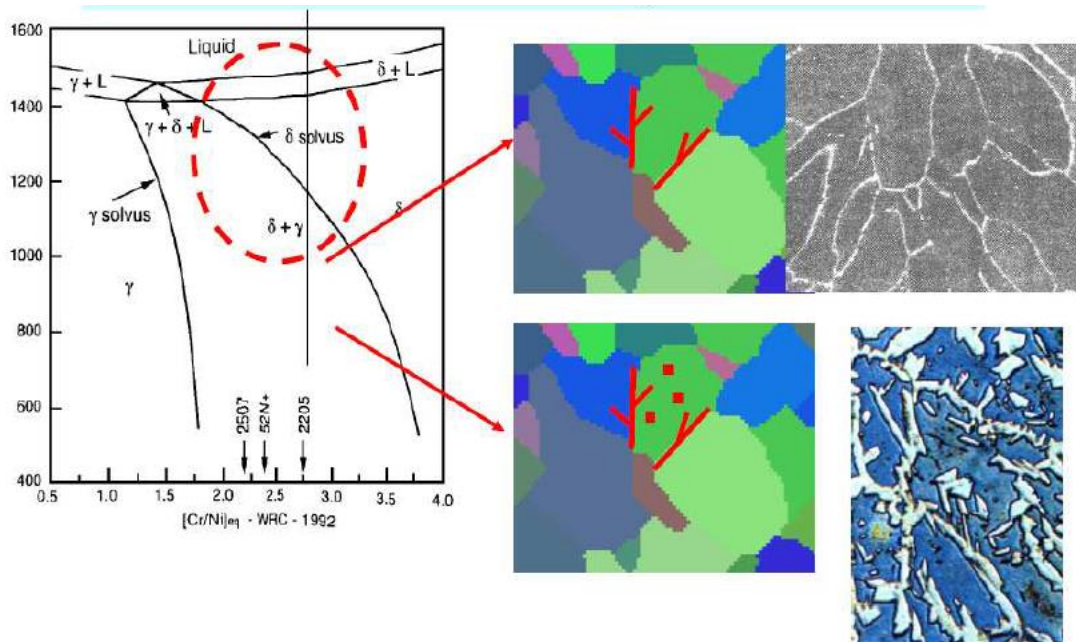 1600
Liquid
γ + L
δ + L
1400
γ + δ + L
δ solvus
1200
γ solvus
δ
δ + γ
1000
γ
800
600
2507
52N+
2205
400
0.5 1.0 1.5 2.0 2.5 3.0 3.5 4.0
[Cr/Ni]eq - WRC - 1992